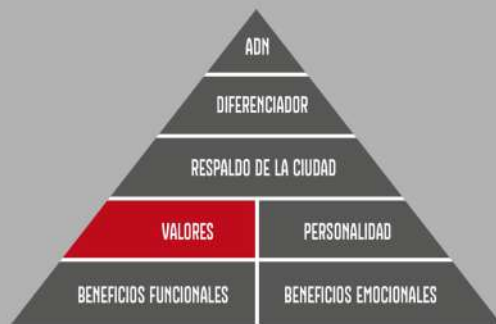 ADN
DIFERENCIADOR
RESPALDO DE LA CIUDAD
VALORES
PERSONALIDAD
BENEFICIOS FUNCIONALES
BENEFICIOS EMOCIONALES